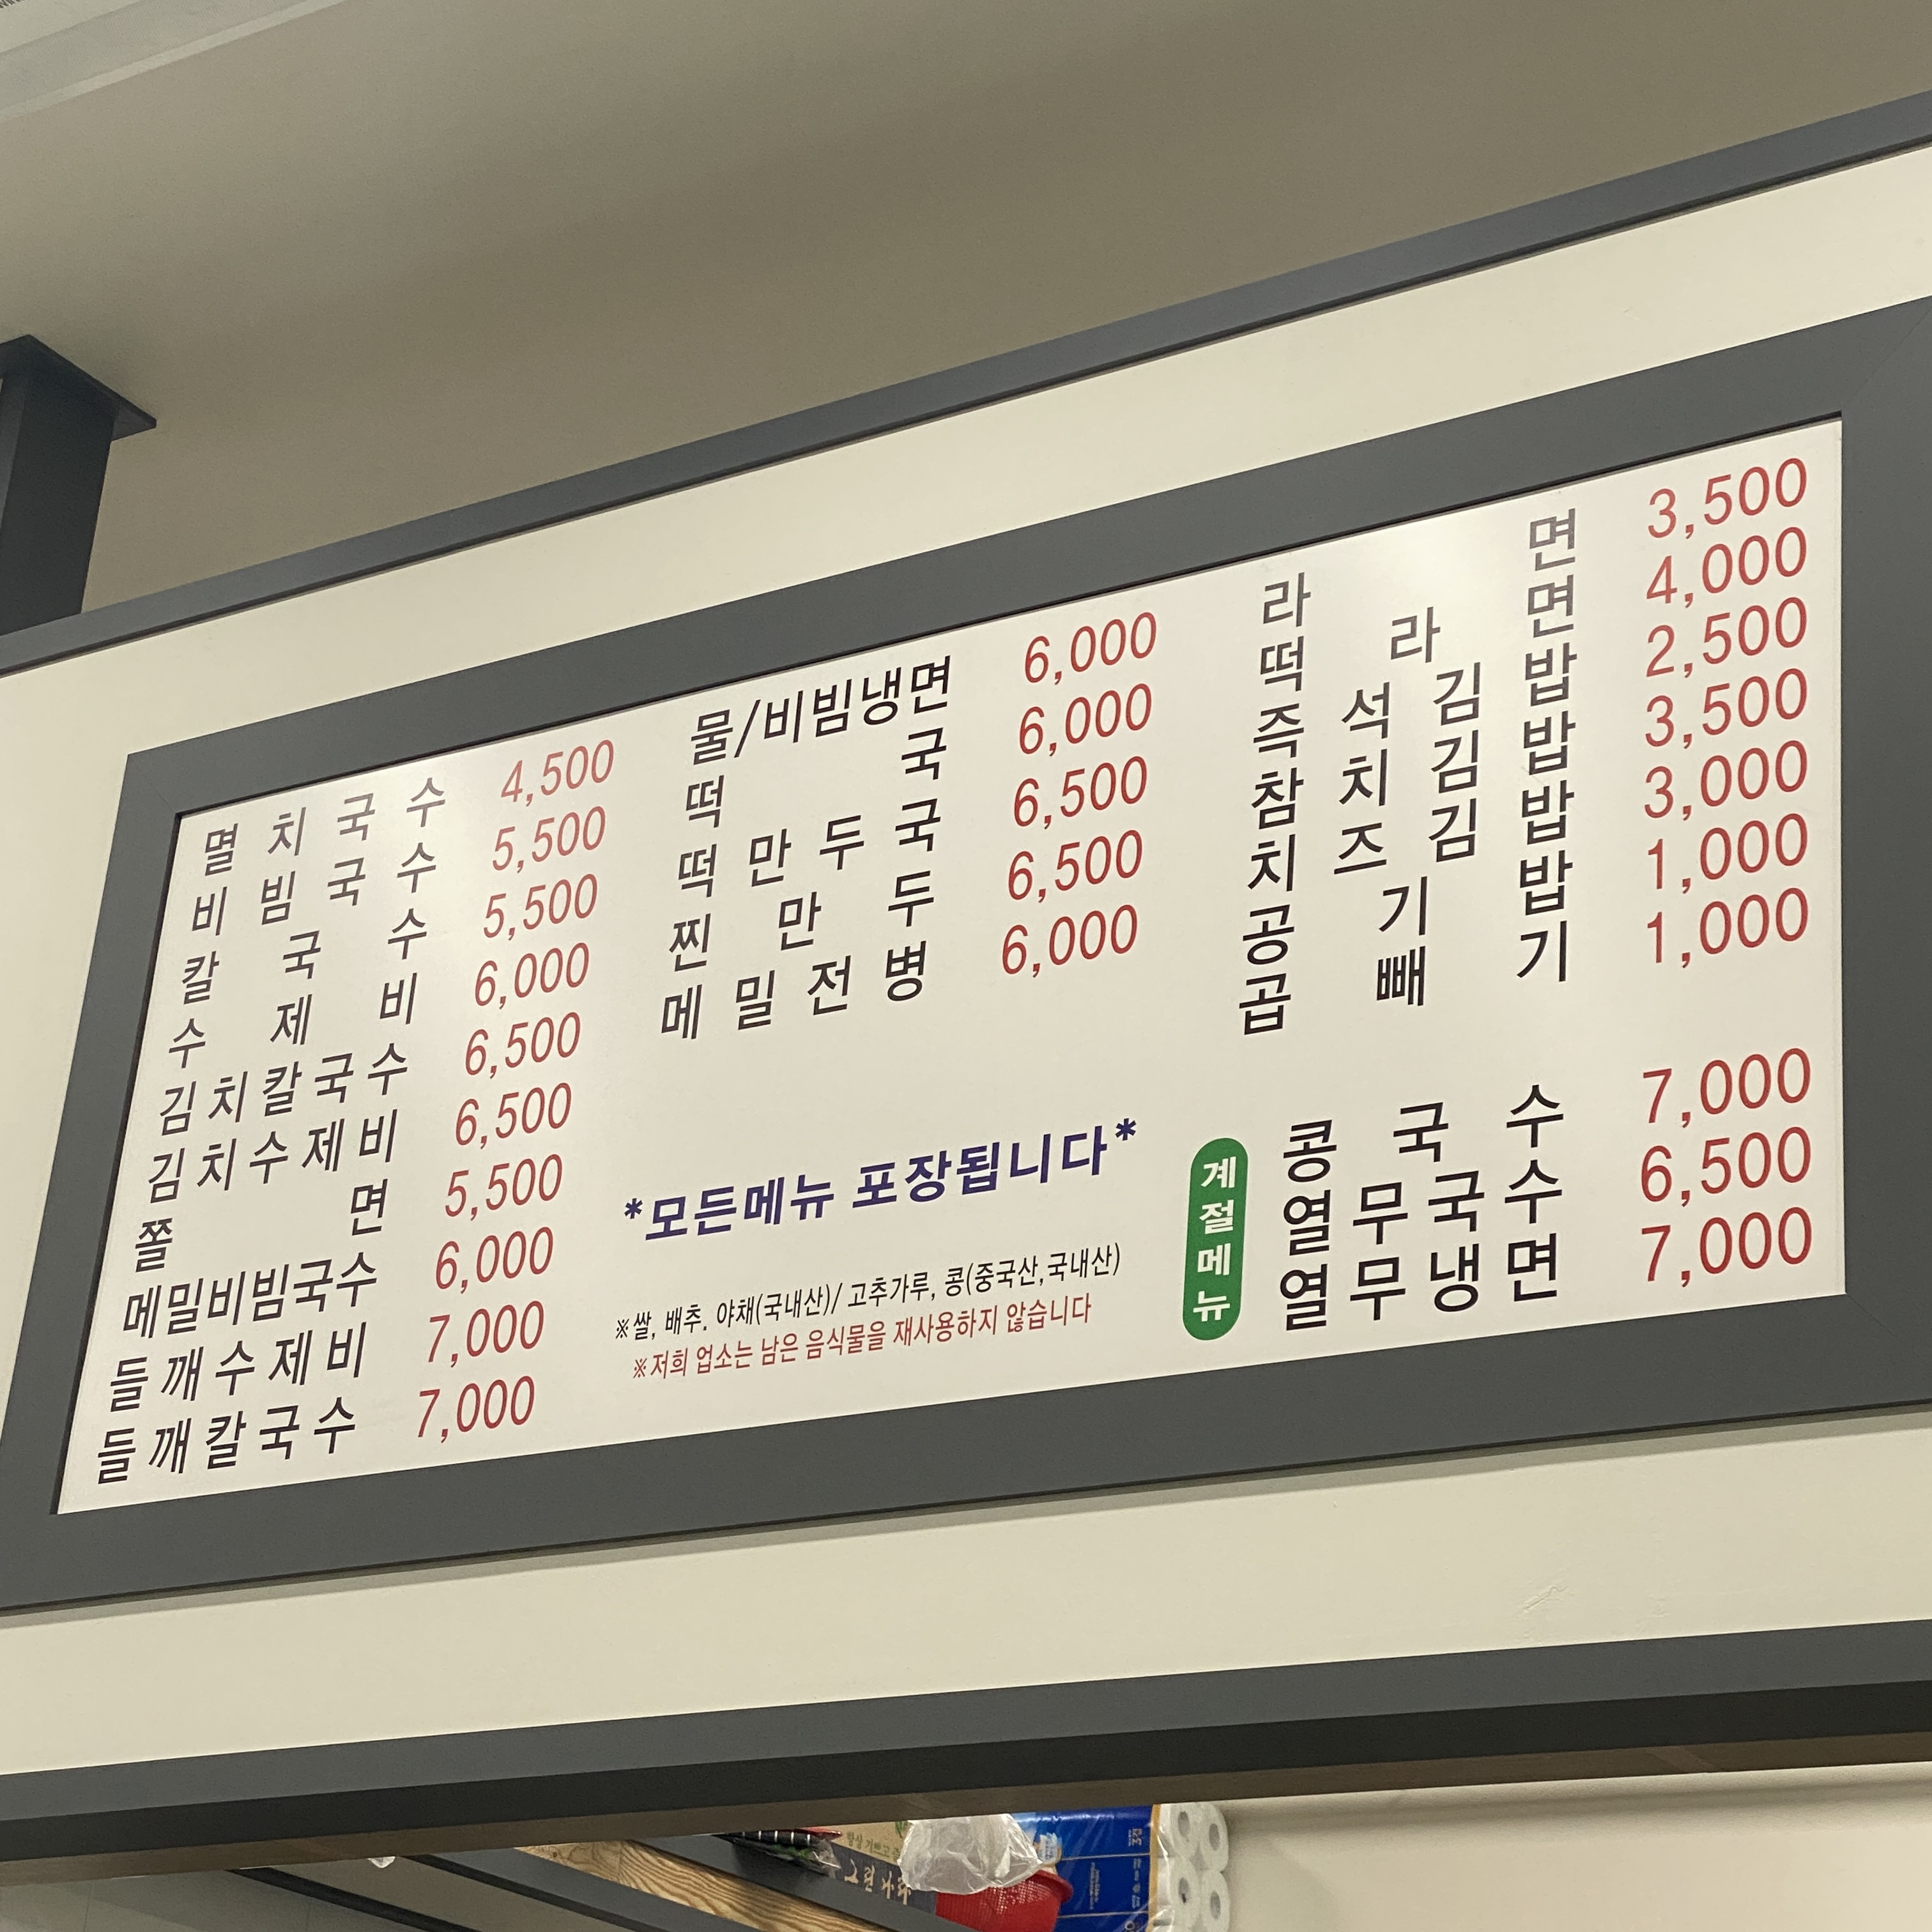 멸치국수 4,500
비빔국수 5,500
칼국수 5,500
수제비 6,000
김치칼국수 6,500
김치수제비 6,500
쫄면 5,500
메밀비빔국수 6,000
들깨수제비 7,000
들깨칼국수 7,000
물/비빔냉면 6,000
떡국 6,000
떡만두국 6,500
찐만두 6,500
메밀전병 6,000
*모든메뉴 포장됩니다*
※쌀, 배추. 야채(국내산)/ 고추가루, 콩(중국산,국내산)
※저희 업소는 남은 음식물을 재사용하지 않습니다
라면 3,500
떡라면 4,000
즉석김밥 2,500
참치김밥 3,500
치즈김밥 3,000
공기밥 1,000
곱빼기 1,000
계절메뉴
콩국수 7,000
열무국수 6,500
열무냉면 7,000